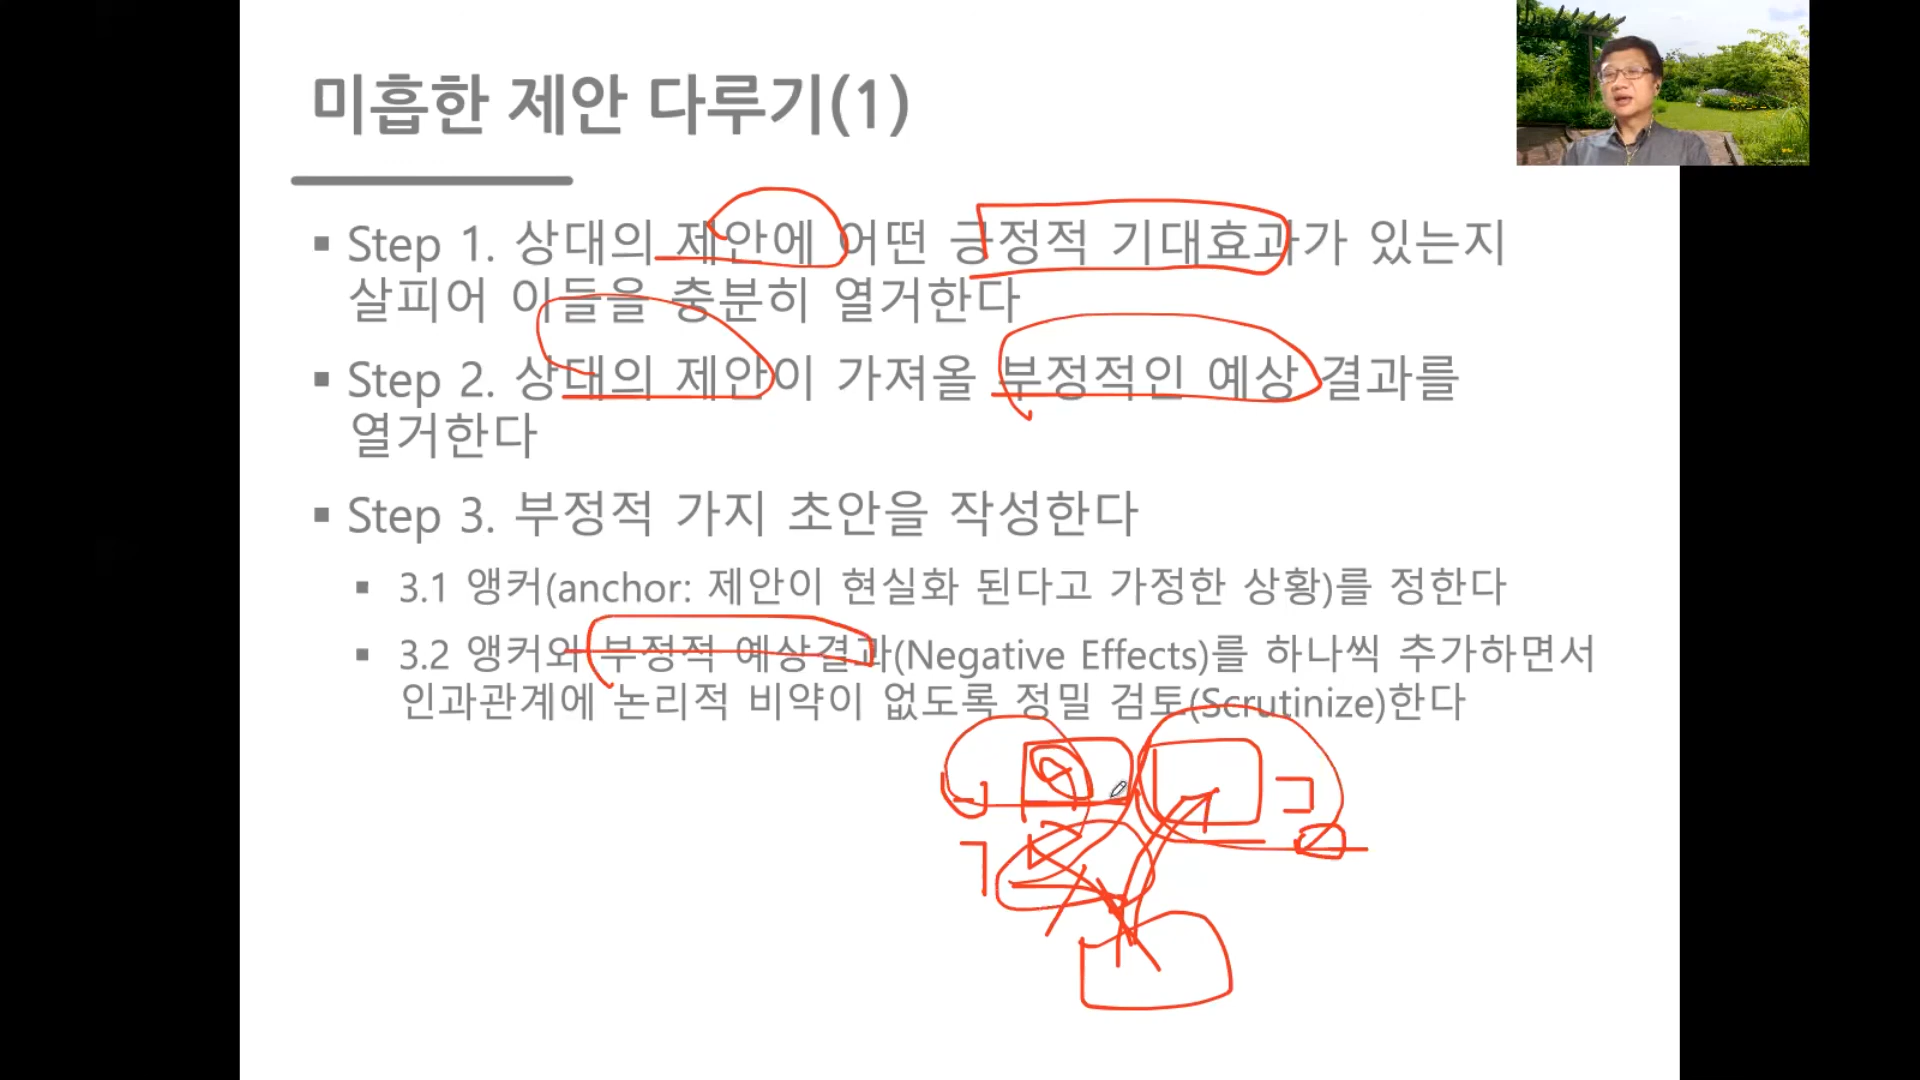 미흡한 제안 다루기(1)
▪ Step 1. 상대의 제안에 어떤 긍정적 기대효과가 있는지
살피어 이들을 충분히 열거한다
▪ Step 2. 상대의 제안이 가져올 부정적인 예상 결과를
열거한다
▪ Step 3. 부정적 가지 초안을 작성한다
▪ 3.1 앵커(anchor: 제안이 현실화 된다고 가정한 상황)를 정한다
▪ 3.2 앵커와 부정적 예상결과(Negative Effects)를 하나씩 추가하면서
인과관계에 논리적 비약이 없도록 정밀 검토(Scrutinize)한다